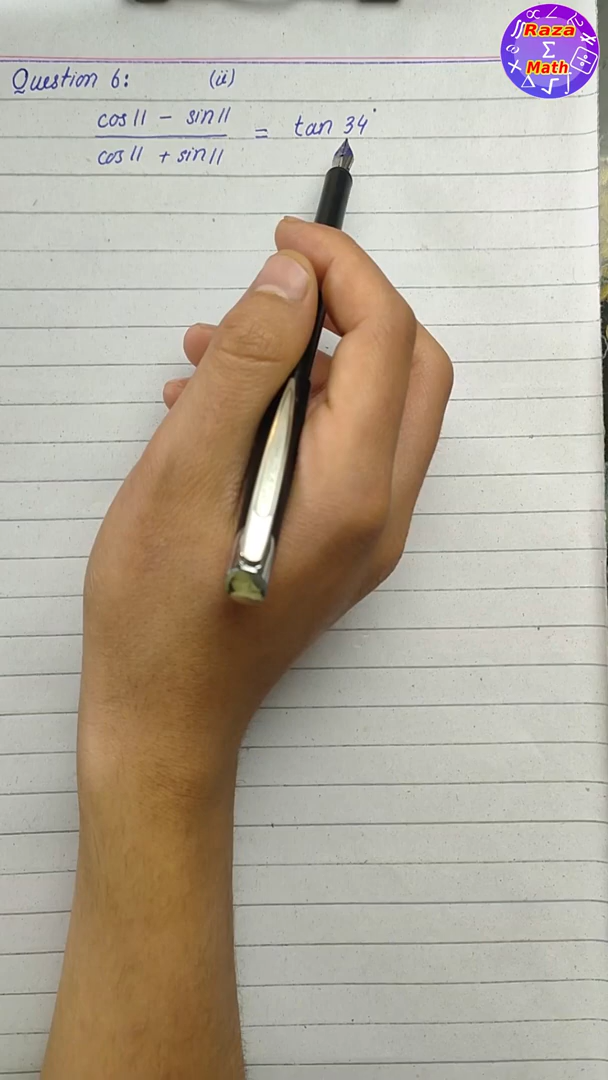 Raza
Σ
Math
Question 6: (ii)
cos 11 - sin 11
cos 11 + sin 11
= tan 34°